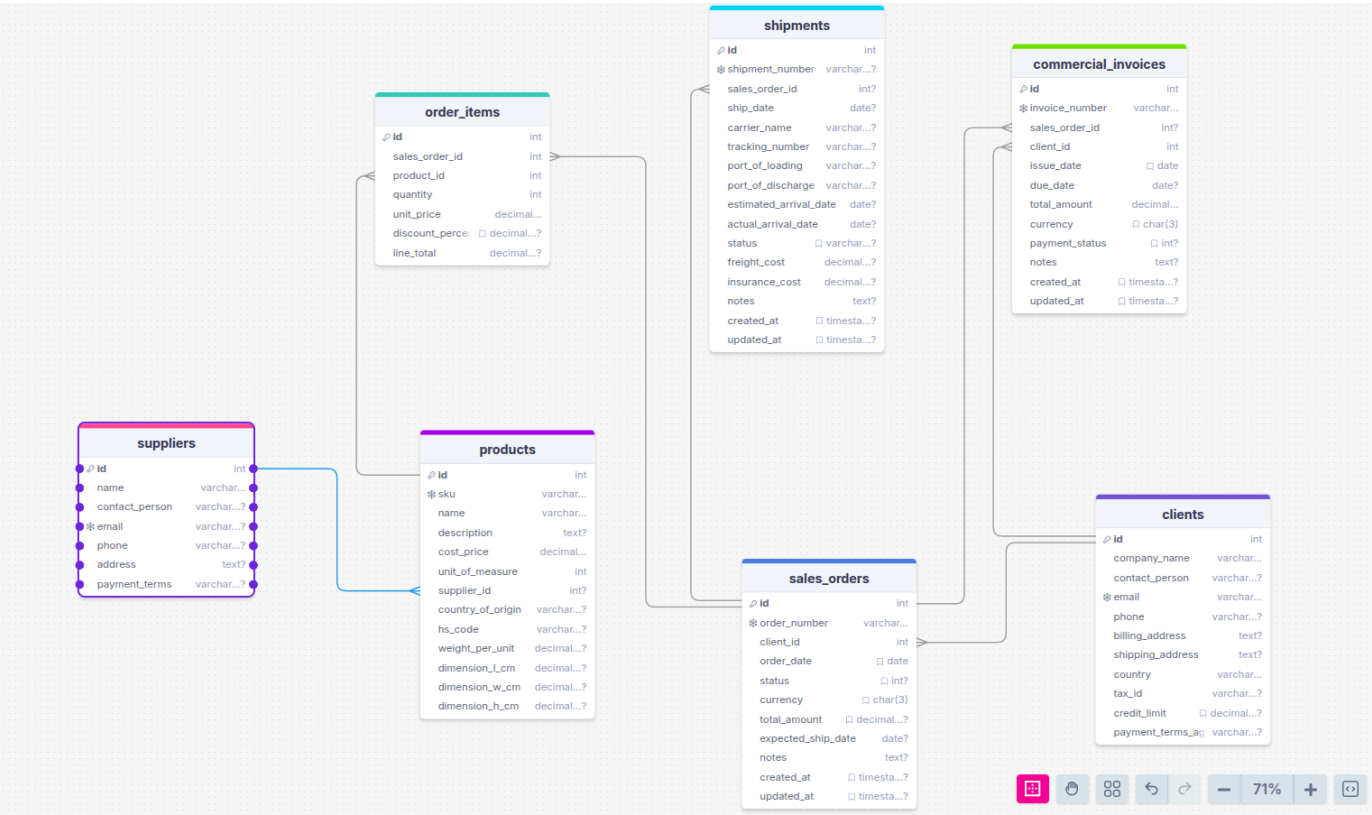 shipments
id int
shipment_number varchar...?
sales_order_id int?
ship_date date?
carrier_name varchar...?
tracking_number varchar...?
port_of_loading varchar...?
port_of_discharge varchar...?
estimated_arrival_date date?
actual_arrival_date date?
status varchar...?
freight_cost decimal...?
insurance_cost decimal...?
notes text?
created_at timesta...?
updated_at timesta...?
commercial_invoices
id int
invoice_number varchar...
sales_order_id int?
client_id int
issue_date date
due_date date?
total_amount decimal...
currency char(3)
payment_status int?
notes text?
created_at timesta...?
updated_at timesta...?
order_items
id int
sales_order_id int
product_id int
quantity int
unit_price decimal...
discount_perce decimal...?
line_total decimal...?
suppliers
id int
name varchar...
contact_person varchar...?
email varchar...?
phone varchar...?
address text?
payment_terms varchar...?
products
id int
sku varchar...
name varchar...
description text?
cost_price decimal...
unit_of_measure int
supplier_id int?
country_of_origin varchar...?
hs_code varchar...?
weight_per_unit decimal...?
dimension_l_cm decimal...?
dimension_w_cm decimal...?
dimension_h_cm decimal...?
sales_orders
id int
order_number varchar...
client_id int
order_date date
status int?
currency char(3)
total_amount decimal...?
expected_ship_date date?
notes text?
created_at timesta...?
updated_at timesta...?
clients
id int
company_name varchar...
contact_person varchar...?
email varchar...
phone varchar...?
billing_address text?
shipping_address text?
country varchar...
tax_id varchar...?
credit_limit decimal...?
payment_terms_ag varchar...?
71%